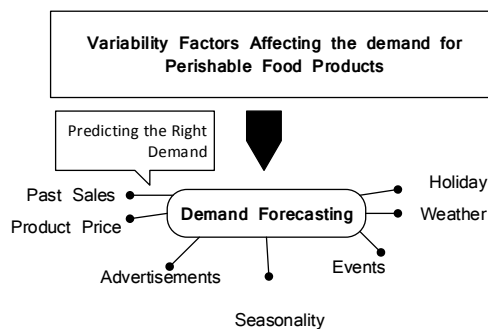 Variability Factors Affecting the demand for
Perishable Food Products
Predicting the Right
Demand
Past Sales
Product Price
Advertisements
Demand Forecasting
Holiday
Weather
Events
Seasonality